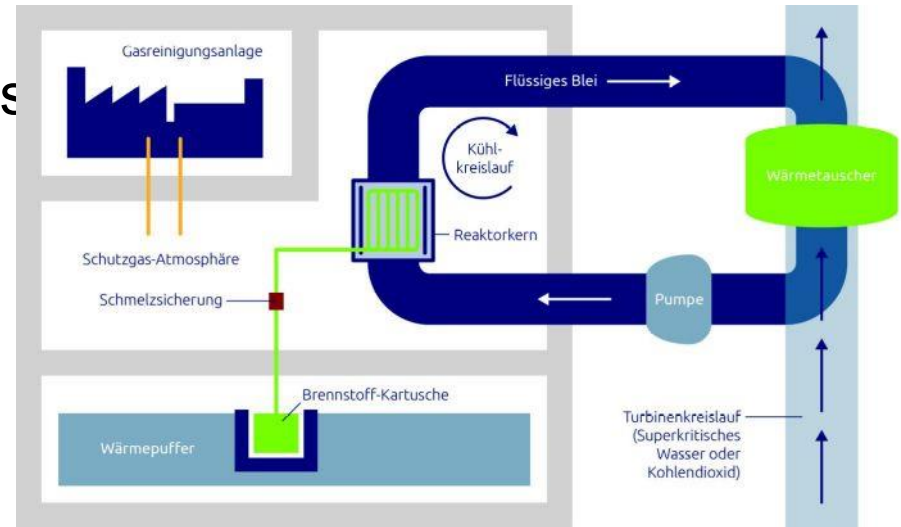 s
Gasreinigungsanlage
Flüssiges Blei
Kühl-
kreislauf
Wärmetauscher
Reaktorkern
Schutzgas-Atmosphäre
Schmelzsicherung
Pumpe
Brennstoff-Kartusche
Wärmepuffer
Turbinenkreislauf
(Superkritisches
Wasser oder
Kohlendioxid)